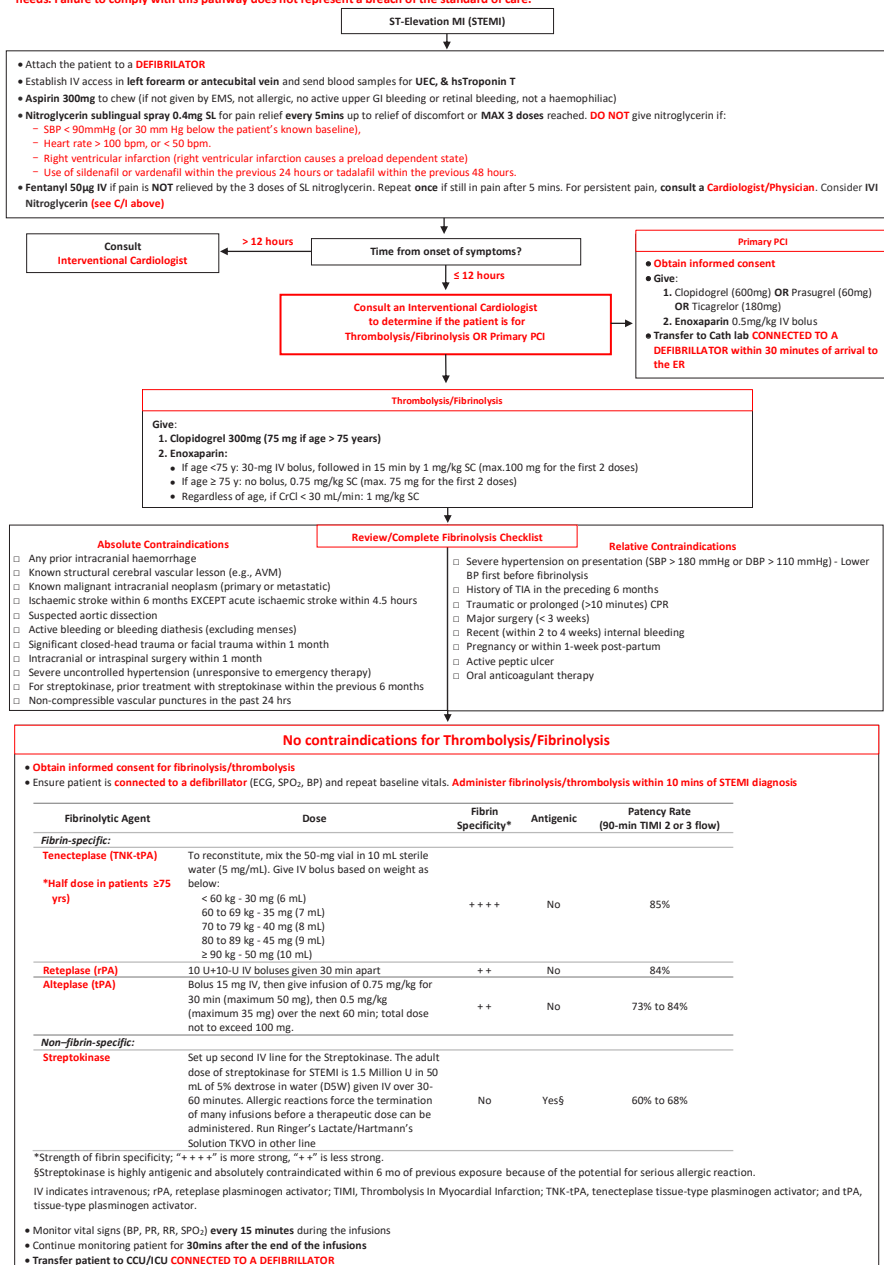 needs. Failure to comply with this pathway does not represent a breach of the standard of care.
ST-Elevation MI (STEMI)
• Attach the patient to a DEFIBRILATOR
• Establish IV access in left forearm or antecubital vein and send blood samples for UEC, & hsTroponin T
• Aspirin 300mg to chew (if not given by EMS, not allergic, no active upper GI bleeding or retinal bleeding, not a haemophiliac)
• Nitroglycerin sublingual spray 0.4mg SL for pain relief every 5mins up to relief of discomfort or MAX 3 doses reached. DO NOT give nitroglycerin if:
− SBP < 90mmHg (or 30 mm Hg below the patient's known baseline),
− Heart rate > 100 bpm, or < 50 bpm.
− Right ventricular infarction (right ventricular infarction causes a preload dependent state)
− Use of sildenafil or vardenafil within the previous 24 hours or tadalafil within the previous 48 hours.
• Fentanyl 50µg IV if pain is NOT relieved by the 3 doses of SL nitroglycerin. Repeat once if still in pain after 5 mins. For persistent pain, consult a Cardiologist/Physician. Consider IVI
Nitroglycerin (see C/I above)
Consult
Interventional Cardiologist
> 12 hours
Time from onset of symptoms?
≤ 12 hours
Consult an Interventional Cardiologist
to determine if the patient is for
Thrombolysis/Fibrinolysis OR Primary PCI
Primary PCI
• Obtain informed consent
• Give:
1. Clopidogrel (600mg) OR Prasugrel (60mg)
OR Ticagrelor (180mg)
2. Enoxaparin 0.5mg/kg IV bolus
• Transfer to Cath lab CONNECTED TO A
DEFIBRILLATOR within 30 minutes of arrival to
the ER
Thrombolysis/Fibrinolysis
Give:
1. Clopidogrel 300mg (75 mg if age > 75 years)
2. Enoxaparin:
• If age <75 y: 30-mg IV bolus, followed in 15 min by 1 mg/kg SC (max.100 mg for the first 2 doses)
• If age ≥ 75 y: no bolus, 0.75 mg/kg SC (max. 75 mg for the first 2 doses)
• Regardless of age, if CrCl < 30 mL/min: 1 mg/kg SC
Review/Complete Fibrinolysis Checklist
Absolute Contraindications
□ Any prior intracranial haemorrhage
□ Known structural cerebral vascular lesson (e.g., AVM)
□ Known malignant intracranial neoplasm (primary or metastatic)
□ Ischaemic stroke within 6 months EXCEPT acute ischaemic stroke within 4.5 hours
□ Suspected aortic dissection
□ Active bleeding or bleeding diathesis (excluding menses)
□ Significant closed-head trauma or facial trauma within 1 month
□ Intracranial or intraspinal surgery within 1 month
□ Severe uncontrolled hypertension (unresponsive to emergency therapy)
□ For streptokinase, prior treatment with streptokinase within the previous 6 months
□ Non-compressible vascular punctures in the past 24 hrs
Relative Contraindications
□ Severe hypertension on presentation (SBP > 180 mmHg or DBP > 110 mmHg) - Lower
BP first before fibrinolysis
□ History of TIA in the preceding 6 months
□ Traumatic or prolonged (>10 minutes) CPR
□ Major surgery (< 3 weeks)
□ Recent (within 2 to 4 weeks) internal bleeding
□ Pregnancy or within 1-week post-partum
□ Active peptic ulcer
□ Oral anticoagulant therapy
No contraindications for Thrombolysis/Fibrinolysis
• Obtain informed consent for fibrinolysis/thrombolysis
• Ensure patient is connected to a defibrillator (ECG, SPO₂, BP) and repeat baseline vitals. Administer fibrinolysis/thrombolysis within 10 mins of STEMI diagnosis
Fibrinolytic Agent Dose Fibrin Specificity* Antigenic Patency Rate (90-min TIMI 2 or 3 flow)
Fibrin-specific:
Tenecteplase (TNK-tPA)
*Half dose in patients ≥75
yrs)
To reconstitute, mix the 50-mg vial in 10 mL sterile
water (5 mg/mL). Give IV bolus based on weight as
below:
< 60 kg - 30 mg (6 mL)
60 to 69 kg - 35 mg (7 mL)
70 to 79 kg - 40 mg (8 mL)
80 to 89 kg - 45 mg (9 mL)
≥ 90 kg - 50 mg (10 mL)
+ + + + No 85%
Reteplase (rPA) 10 U+10-U IV boluses given 30 min apart + + No 84%
Alteplase (tPA)
Bolus 15 mg IV, then give infusion of 0.75 mg/kg for
30 min (maximum 50 mg), then 0.5 mg/kg
(maximum 35 mg) over the next 60 min; total dose
not to exceed 100 mg.
+ + No 73% to 84%
Non–fibrin-specific:
Streptokinase
Set up second IV line for the Streptokinase. The adult
dose of streptokinase for STEMI is 1.5 Million U in 50
mL of 5% dextrose in water (D5W) given IV over 30-
60 minutes. Allergic reactions force the termination
of many infusions before a therapeutic dose can be
administered. Run Ringer's Lactate/Hartmann's
Solution TKVO in other line
No Yes§ 60% to 68%
*Strength of fibrin specificity; "+ + + +" is more strong, "+ +" is less strong.
§Streptokinase is highly antigenic and absolutely contraindicated within 6 mo of previous exposure because of the potential for serious allergic reaction.
IV indicates intravenous; rPA, reteplase plasminogen activator; TIMI, Thrombolysis In Myocardial Infarction; TNK-tPA, tenecteplase tissue-type plasminogen activator; and tPA,
tissue-type plasminogen activator.
• Monitor vital signs (BP, PR, RR, SPO₂) every 15 minutes during the infusions
• Continue monitoring patient for 30mins after the end of the infusions
• Transfer patient to CCU/ICU CONNECTED TO A DEFIBRILLATOR